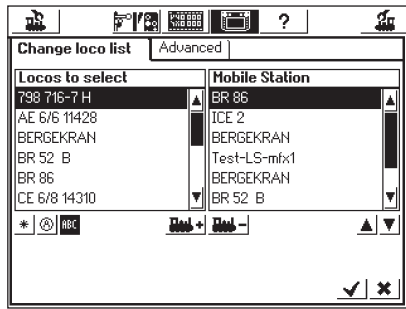 ?
Change loco list Advanced
Locos to select Mobile Station
798 716-7 H BR 86
AE 6/6 11428 ICE 2
BERGEKRAN BERGEKRAN
BR 52 B Test-LS-mfx1
BR 86 BERGEKRAN
CE 6/8 14310 BR 52 B
* A ABC + -